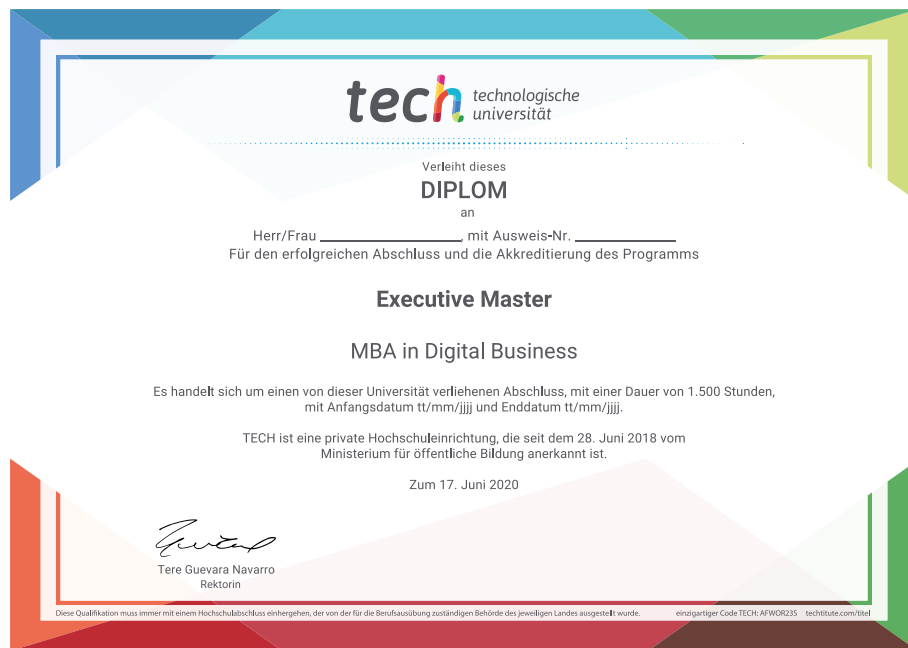 tech technologische
universität
Verleiht dieses
DIPLOM
an
Herr/Frau ____________________, mit Ausweis-Nr. ______________
Für den erfolgreichen Abschluss und die Akkreditierung des Programms
Executive Master
MBA in Digital Business
Es handelt sich um einen von dieser Universität verliehenen Abschluss, mit einer Dauer von 1.500 Stunden,
mit Anfangsdatum tt/mm/jjjj und Enddatum tt/mm/jjjj.
TECH ist eine private Hochschuleinrichtung, die seit dem 28. Juni 2018 vom
Ministerium für öffentliche Bildung anerkannt ist.
Zum 17. Juni 2020
Tere Guevara Navarro
Rektorin
Diese Qualifikation muss immer mit einem Hochschulabschluss einhergehen, der von der für die Berufsausübung zuständigen Behörde des jeweiligen Landes ausgestellt wurde. einzigartiger Code TECH: AFWOR23S techtitute.com/titel